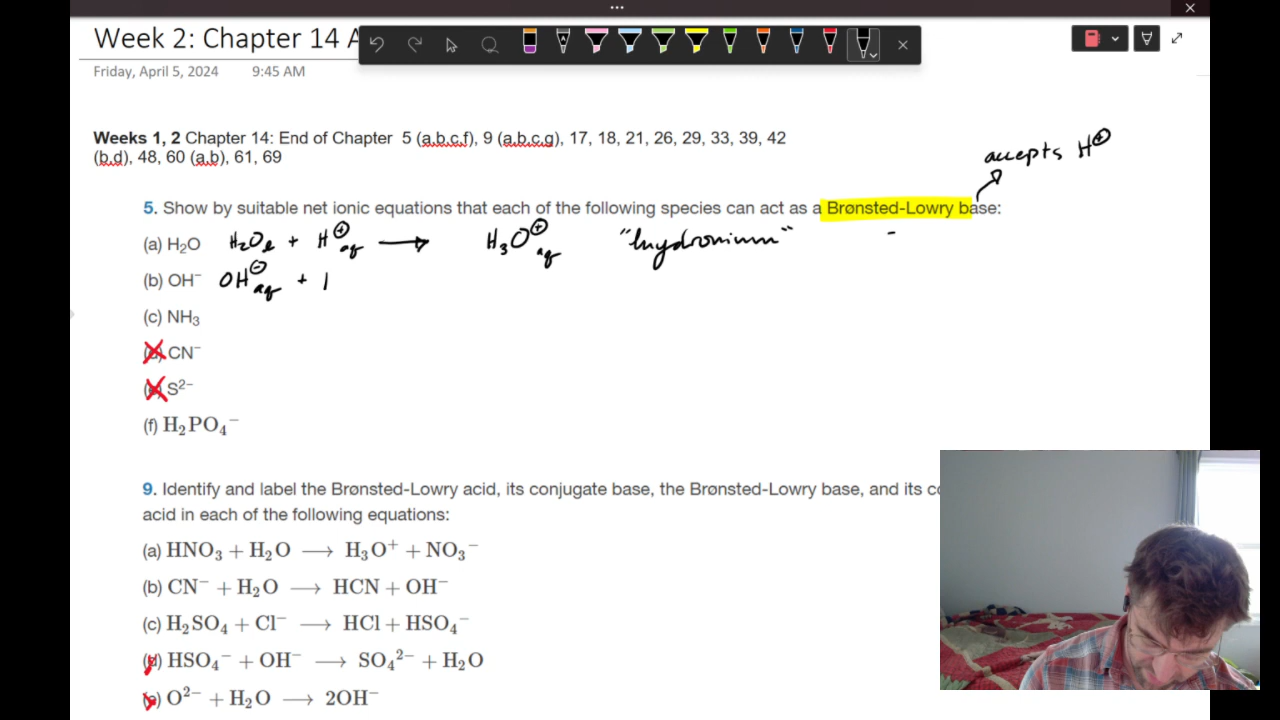 Week 2: Chapter 14 A
Friday, April 5, 2024 9:45 AM
Weeks 1, 2 Chapter 14: End of Chapter 5 (a,b,c,f), 9 (a,b,c,g), 17, 18, 21, 26, 29, 33, 39, 42
(b,d), 48, 60 (a,b), 61, 69
accepts H⊕
5. Show by suitable net ionic equations that each of the following species can act as a Brønsted-Lowry base:
(a) H₂O H₂Oℓ + H⊕aq ⟶ H₃O⊕aq "hydronium"
(b) OH⁻ OH⊖aq + l
(c) NH₃
(d) CN⁻
(e) S²⁻
(f) H₂PO₄⁻
9. Identify and label the Brønsted-Lowry acid, its conjugate base, the Brønsted-Lowry base, and its co
acid in each of the following equations:
(a) HNO₃ + H₂O ⟶ H₃O⁺ + NO₃⁻
(b) CN⁻ + H₂O ⟶ HCN + OH⁻
(c) H₂SO₄ + Cl⁻ ⟶ HCl + HSO₄⁻
(d) HSO₄⁻ + OH⁻ ⟶ SO₄²⁻ + H₂O
(e) O²⁻ + H₂O ⟶ 2OH⁻